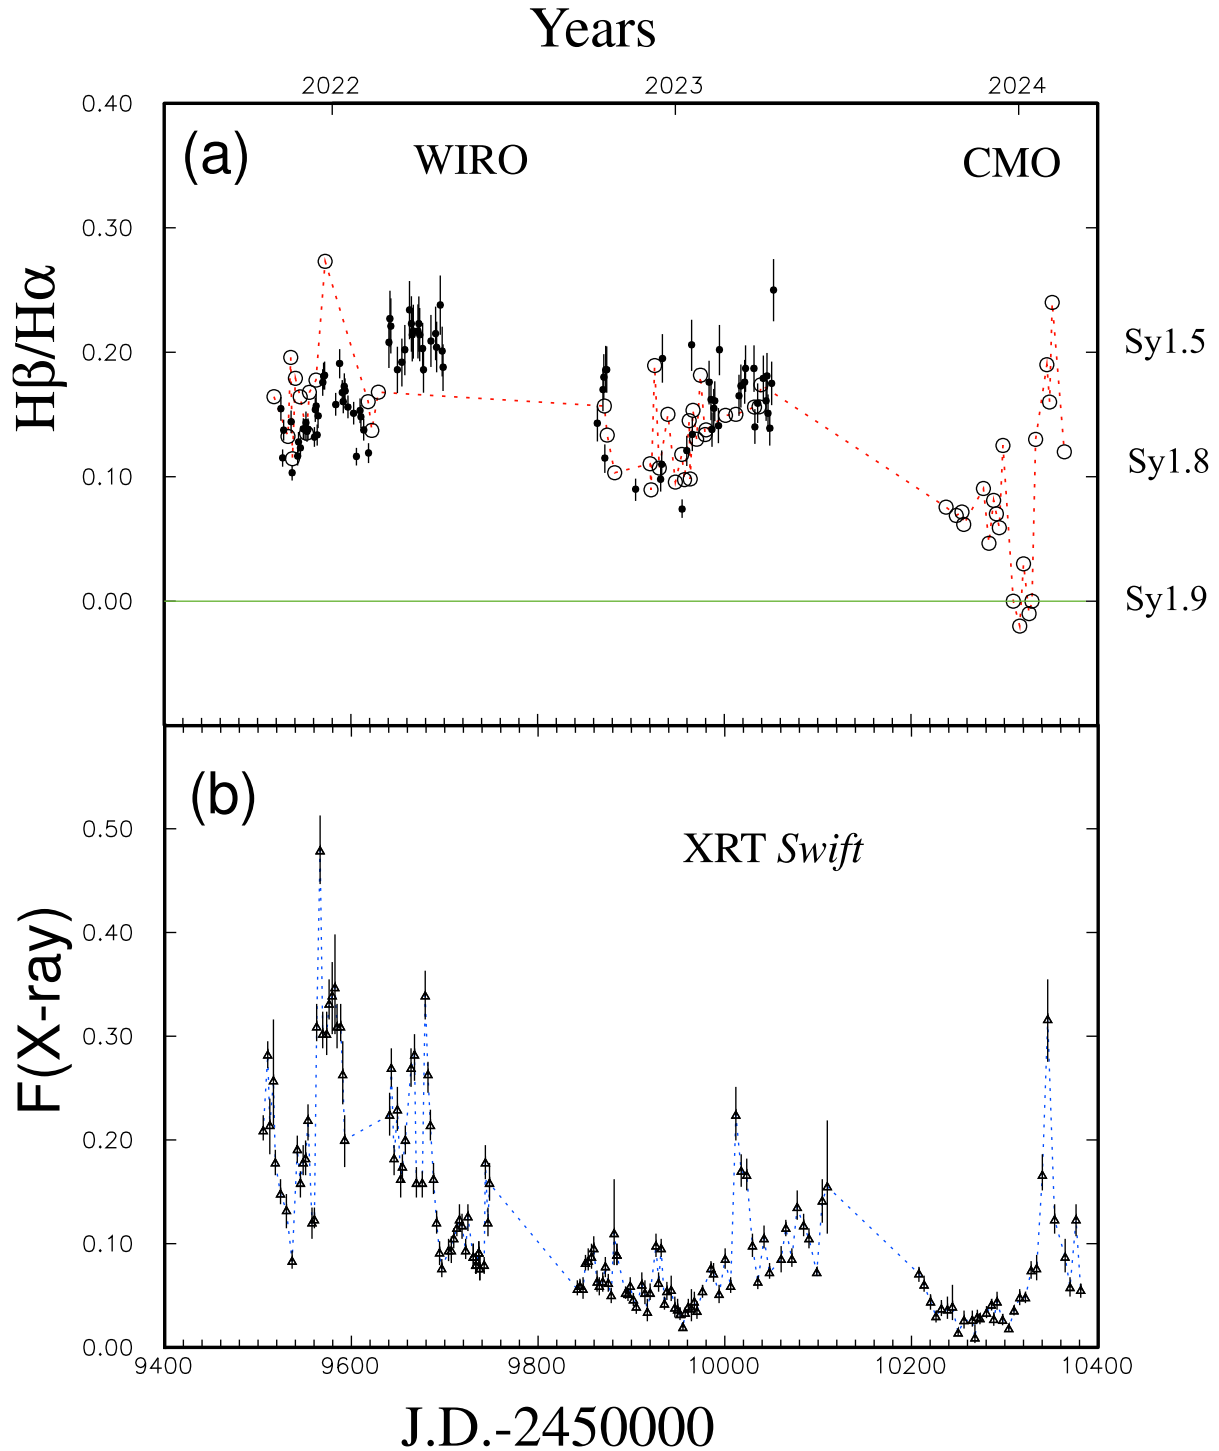 Years
2022 2023 2024
0.40
(a) WIRO CMO
0.30
Hβ/Hα
0.20 Sy1.5
0.10 Sy1.8
0.00 Sy1.9
(b)
XRT Swift
0.50
0.40
F(X-ray)
0.30
0.20
0.10
0.00
9400 9600 9800 10000 10200 10400
J.D.-2450000